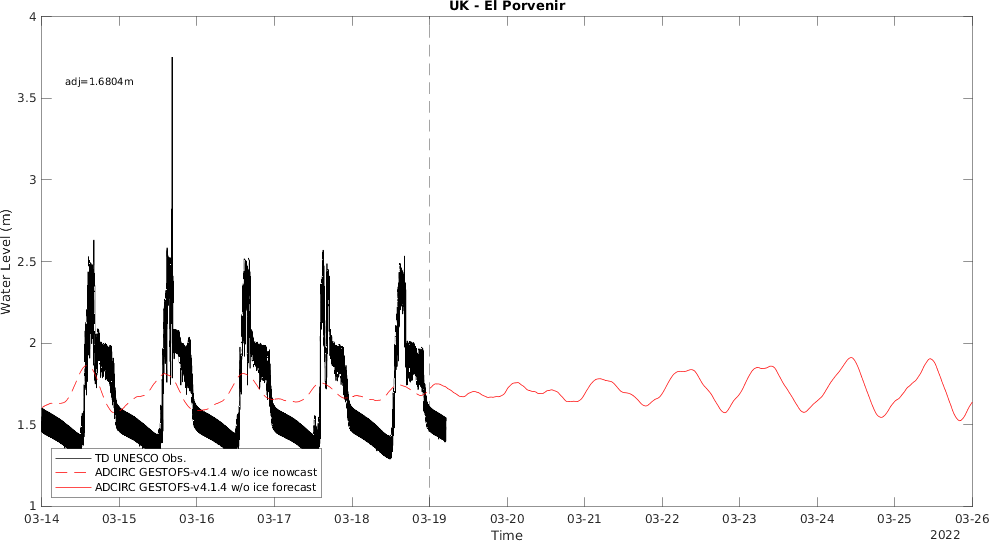 UK - El Porvenir
4
3.5
3
2.5
2
1.5
1
Water Level (m)
adj=1.6804m
TD UNESCO Obs.
ADCIRC GESTOFS-v4.1.4 w/o ice nowcast
ADCIRC GESTOFS-v4.1.4 w/o ice forecast
03-14 03-15 03-16 03-17 03-18 03-19 03-20 03-21 03-22 03-23 03-24 03-25 03-26
Time
2022